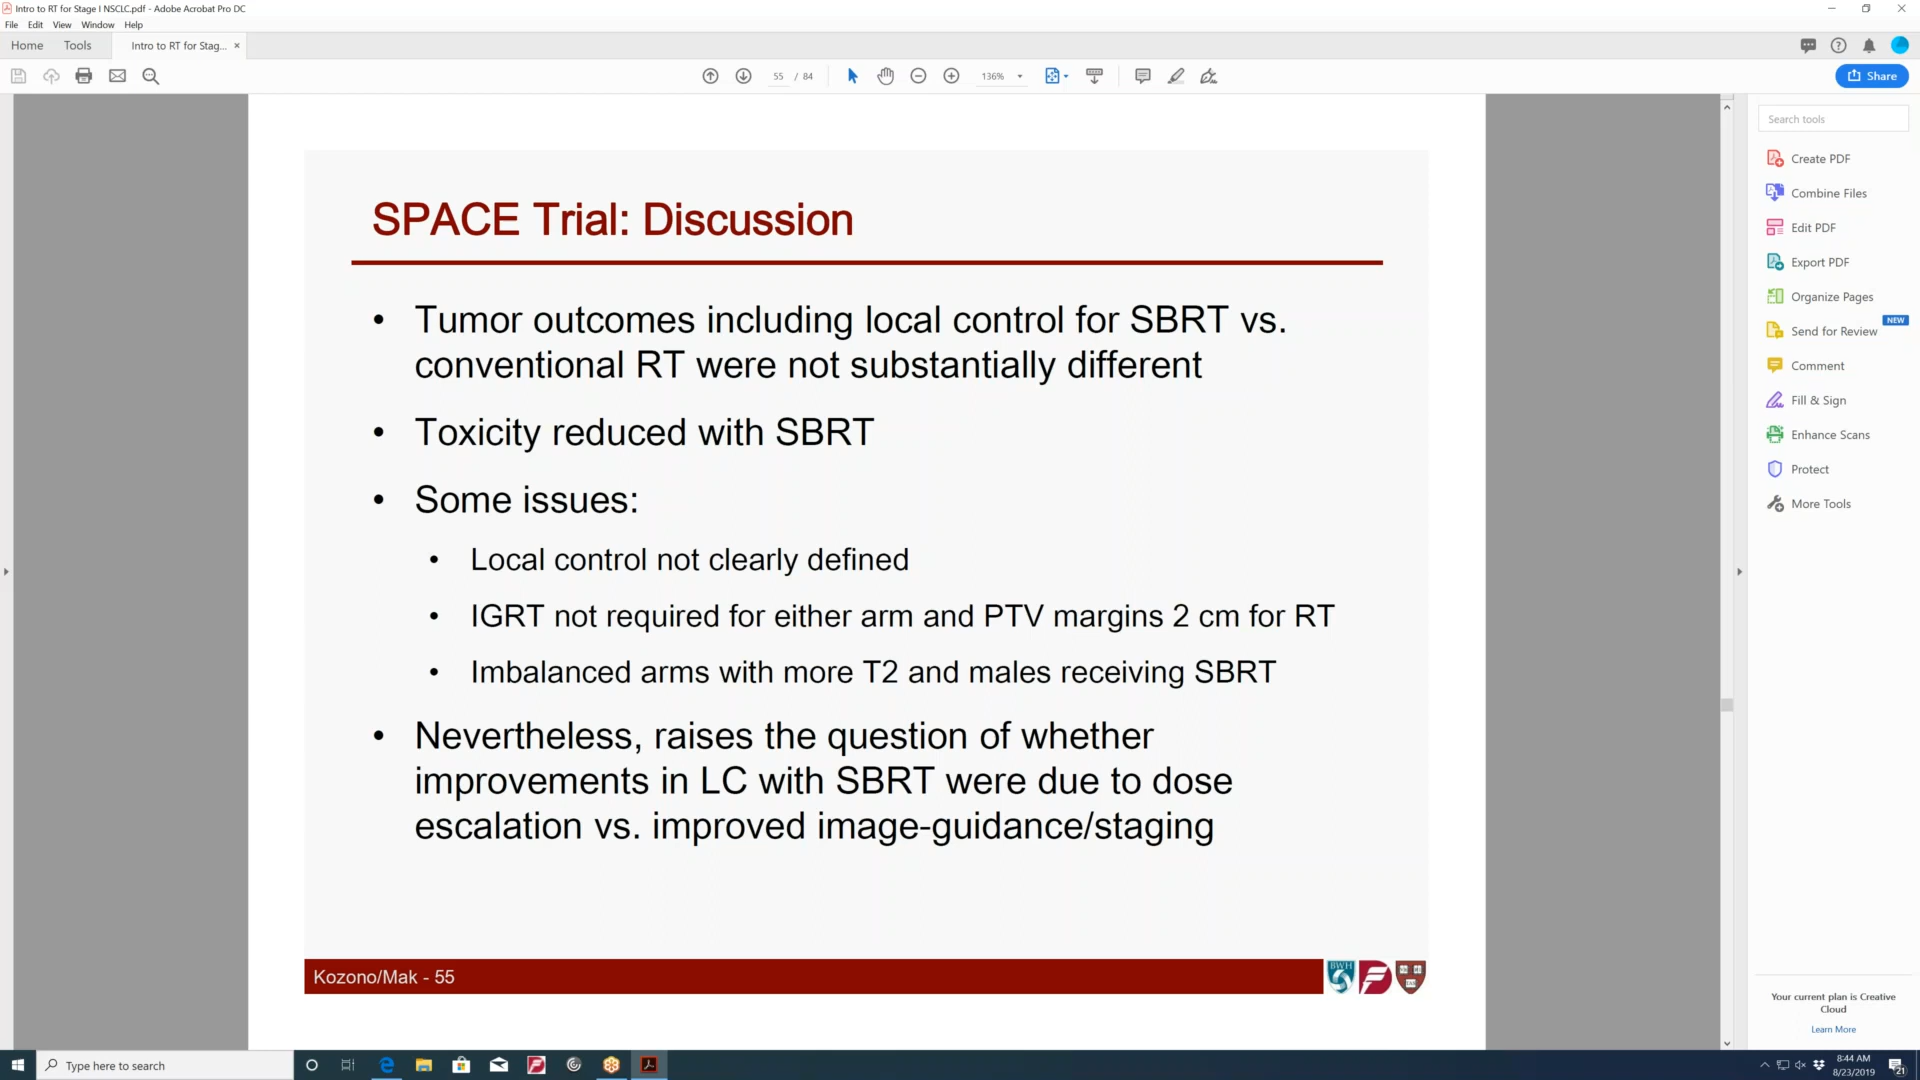 Intro to RT for Stage I NSCLC.pdf - Adobe Acrobat Pro DC
File Edit View Window Help
Home Tools Intro to RT for Stag... ×
55 / 84 136%
Share
SPACE Trial: Discussion
• Tumor outcomes including local control for SBRT vs.
conventional RT were not substantially different
• Toxicity reduced with SBRT
• Some issues:
• Local control not clearly defined
• IGRT not required for either arm and PTV margins 2 cm for RT
• Imbalanced arms with more T2 and males receiving SBRT
• Nevertheless, raises the question of whether
improvements in LC with SBRT were due to dose
escalation vs. improved image-guidance/staging
Kozono/Mak - 55
BWH
Search tools
Create PDF
Combine Files
Edit PDF
Export PDF
Organize Pages
Send for Review NEW
Comment
Fill & Sign
Enhance Scans
Protect
More Tools
Your current plan is Creative
Cloud
Learn More
Type here to search
8:44 AM
8/23/2019
21